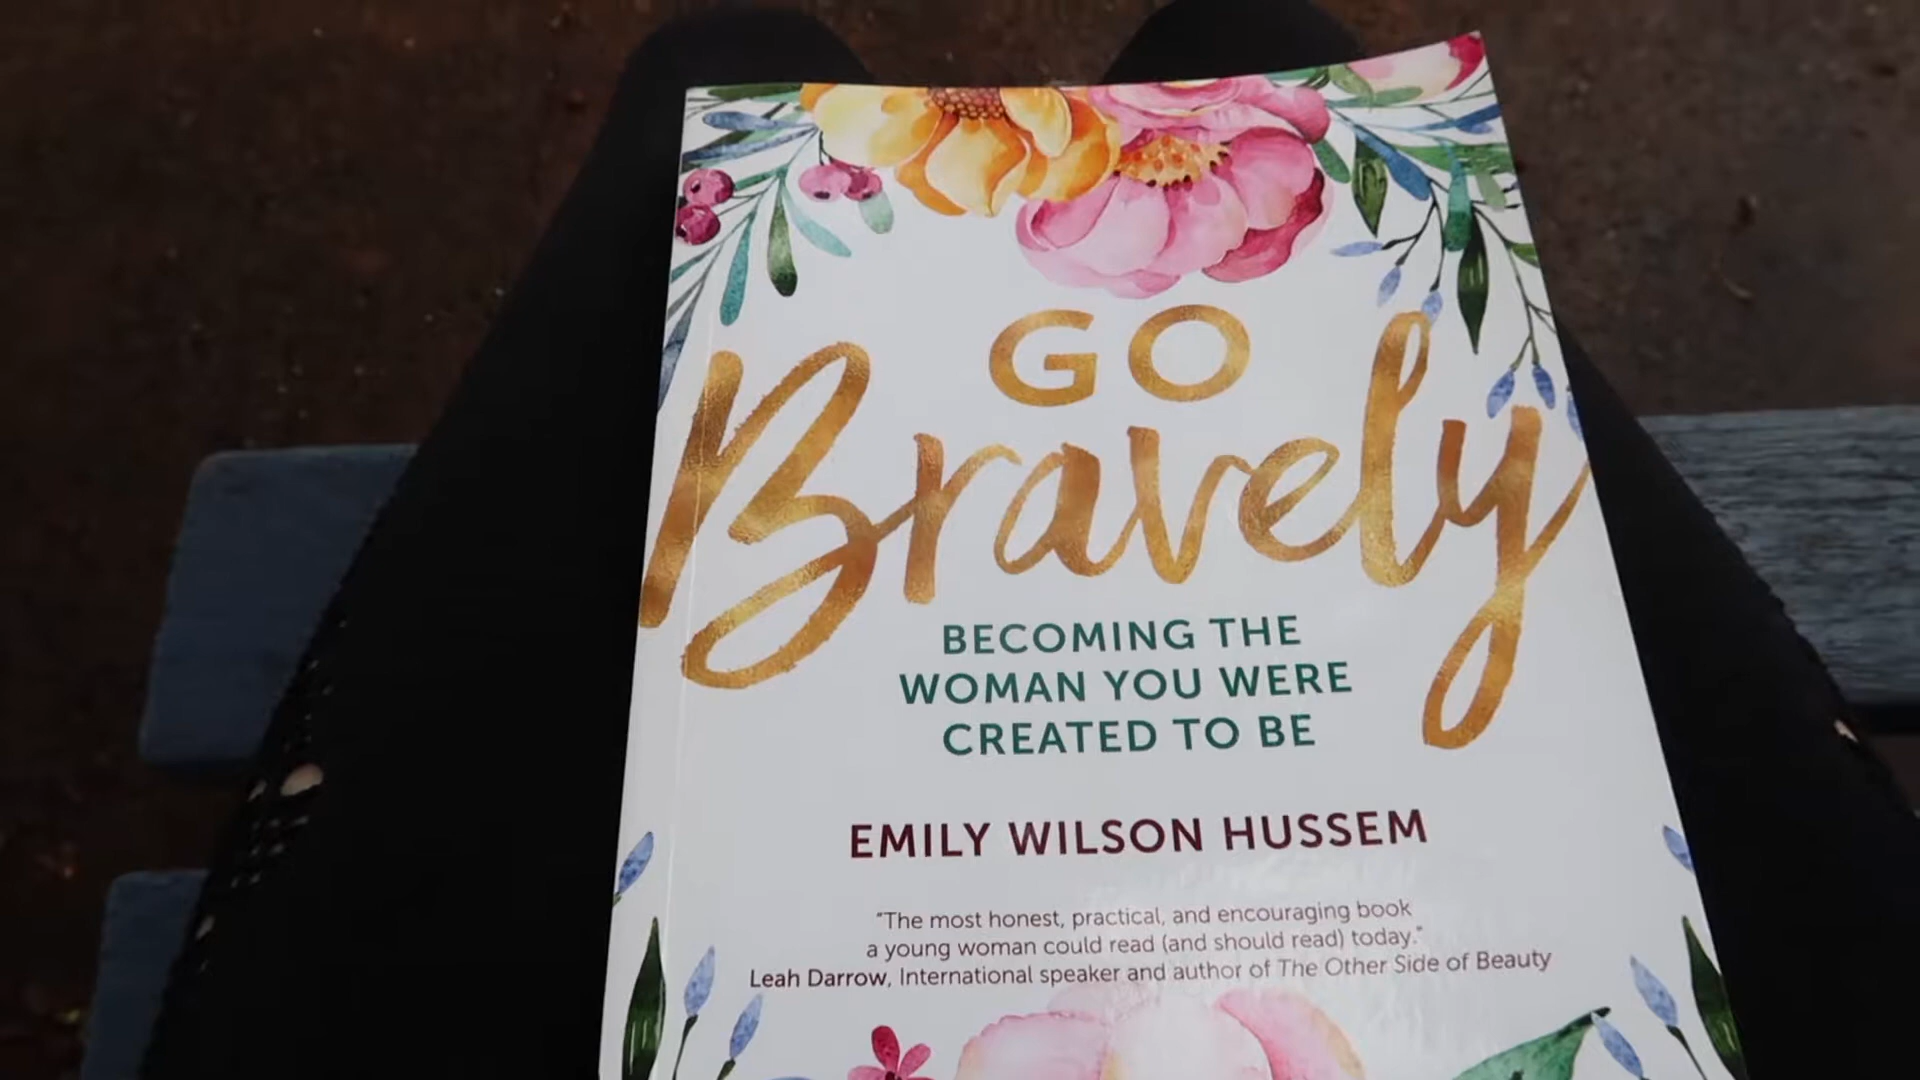 GO
Bravely
BECOMING THE
WOMAN YOU WERE
CREATED TO BE
EMILY WILSON HUSSEM
“The most honest, practical, and encouraging book
a young woman could read (and should read) today.”
Leah Darrow, International speaker and author of The Other Side of Beauty